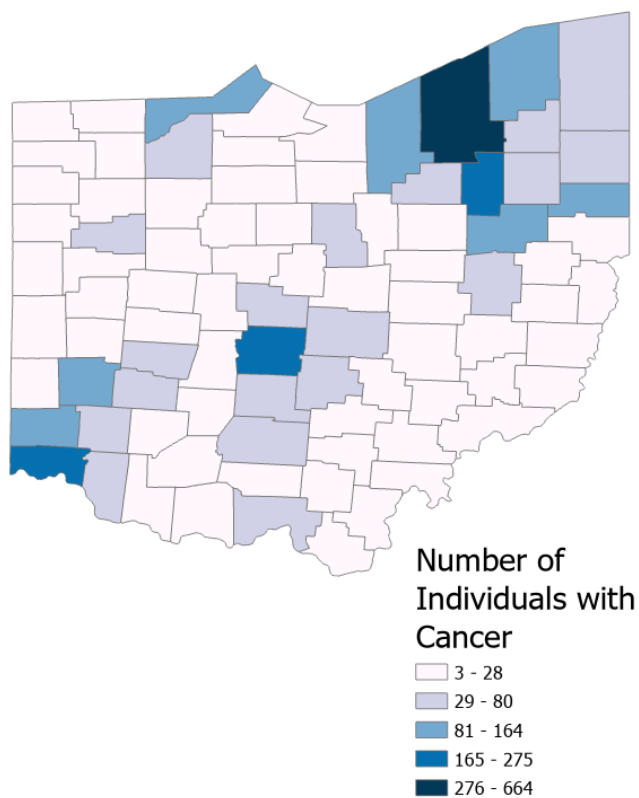 Number of
Individuals with
Cancer
3 - 28
29 - 80
81 - 164
165 - 275
276 - 664